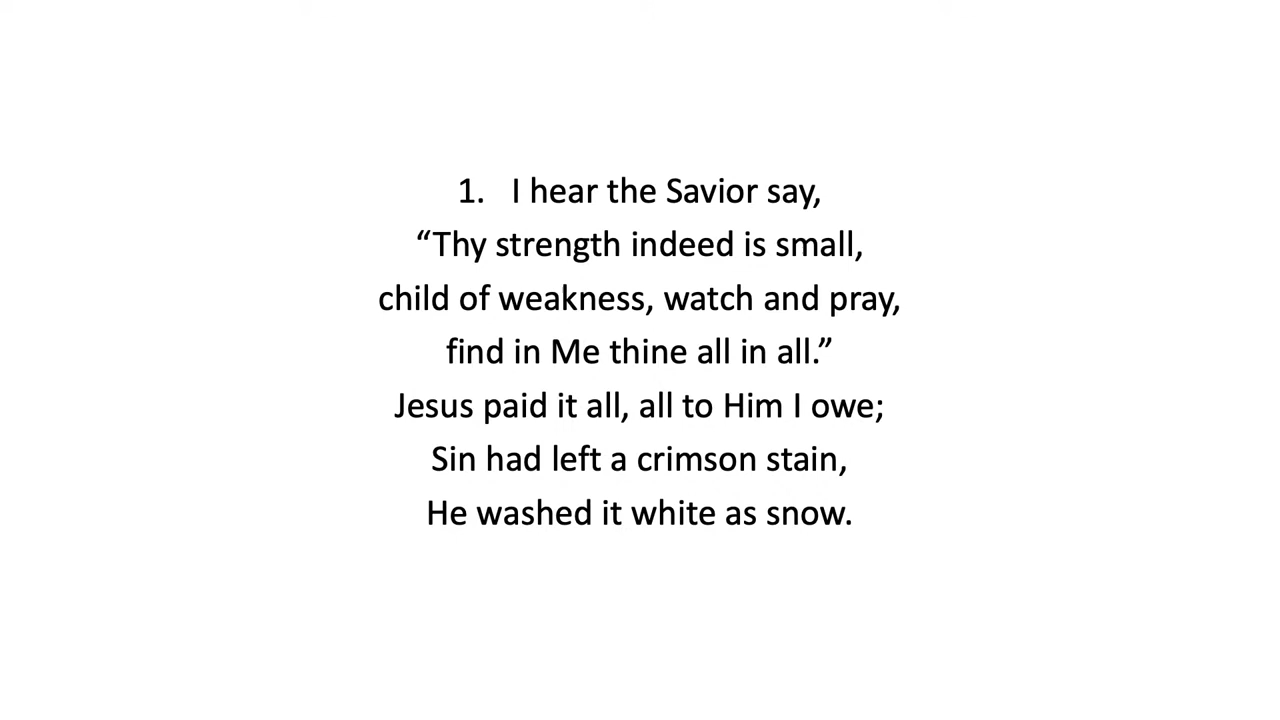 1. I hear the Savior say,
“Thy strength indeed is small,
child of weakness, watch and pray,
find in Me thine all in all.”
Jesus paid it all, all to Him I owe;
Sin had left a crimson stain,
He washed it white as snow.